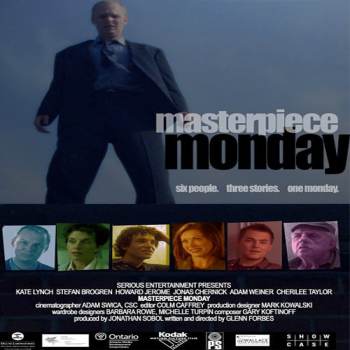 masterpiece
monday
six people. three stories. one monday.
SERIOUS ENTERTAINMENT PRESENTS
KATE LYNCH STEFAN BROGREN HOWARD JEROME JONAS CHERNICK ADAM WEINER CHERILEE TAYLOR
MASTERPIECE MONDAY
cinematographer ADAM SWICA, CSC editor COLM CAFFREY production designer MARK KOWALSKI
wardrobe designers BARBARA ROWE, MICHELLE TURPIN composer GARY KOFTINOFF
produced by JONATHAN SOBOL written and directed by GLENN FORBES
Ontario
Kodak
PS
WALLACE
SHOW
CASE